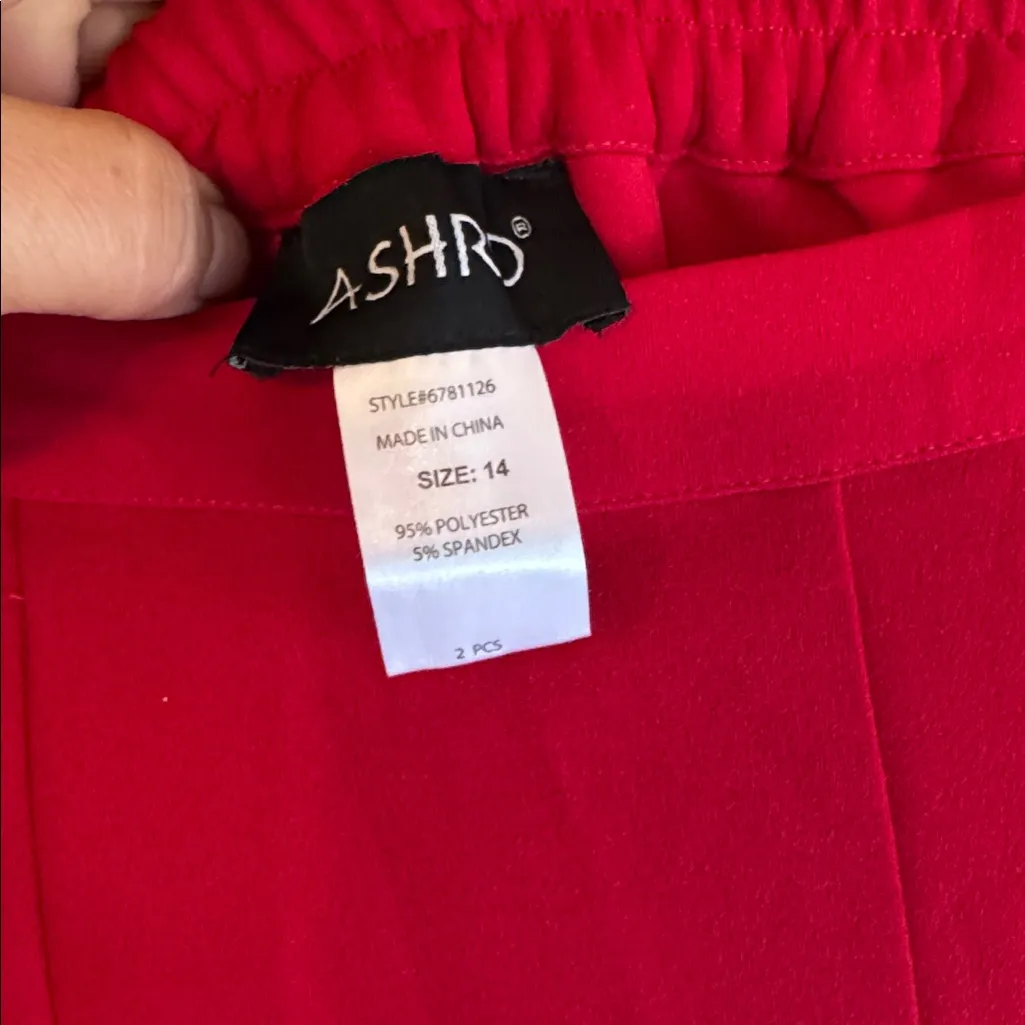 ASHRO®
STYLE#6781126
MADE IN CHINA
SIZE: 14
95% POLYESTER
5% SPANDEX
2 PCS